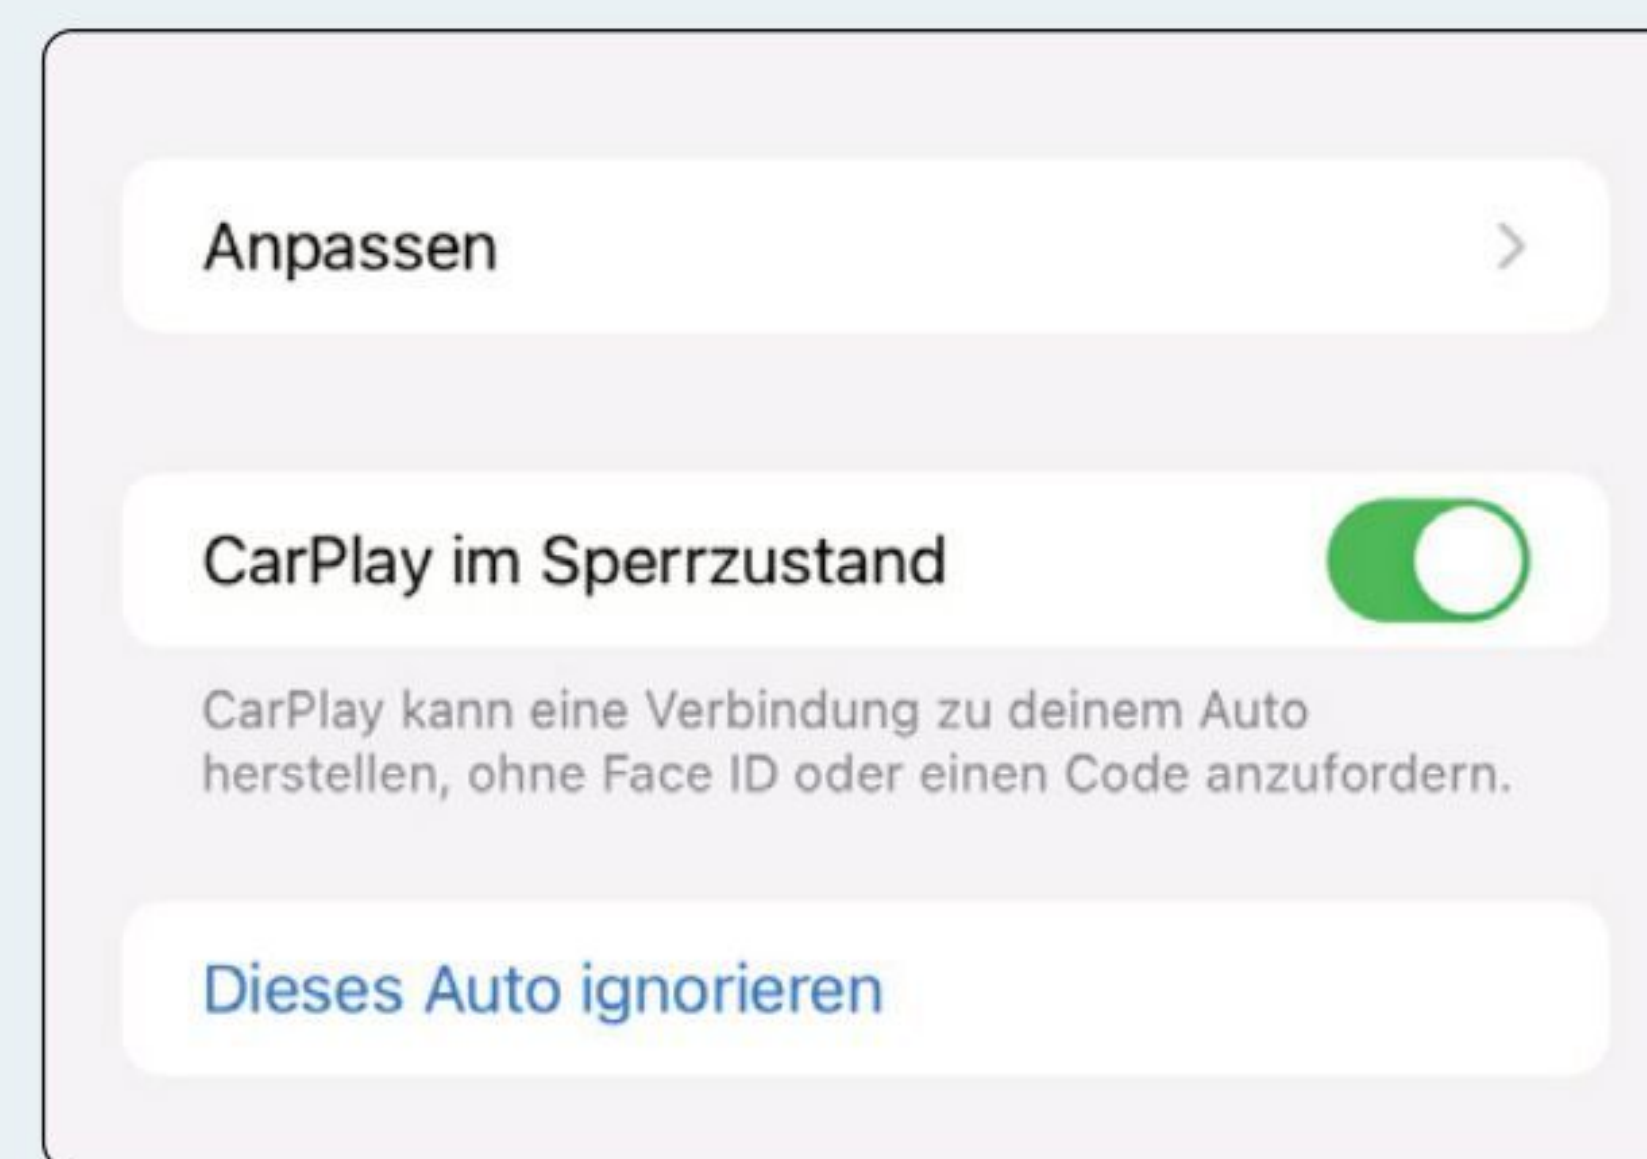 Anpassen
CarPlay im Sperrzustand
CarPlay kann eine Verbindung zu deinem Auto
herstellen, ohne Face ID oder einen Code anzufordern.
Dieses Auto ignorieren